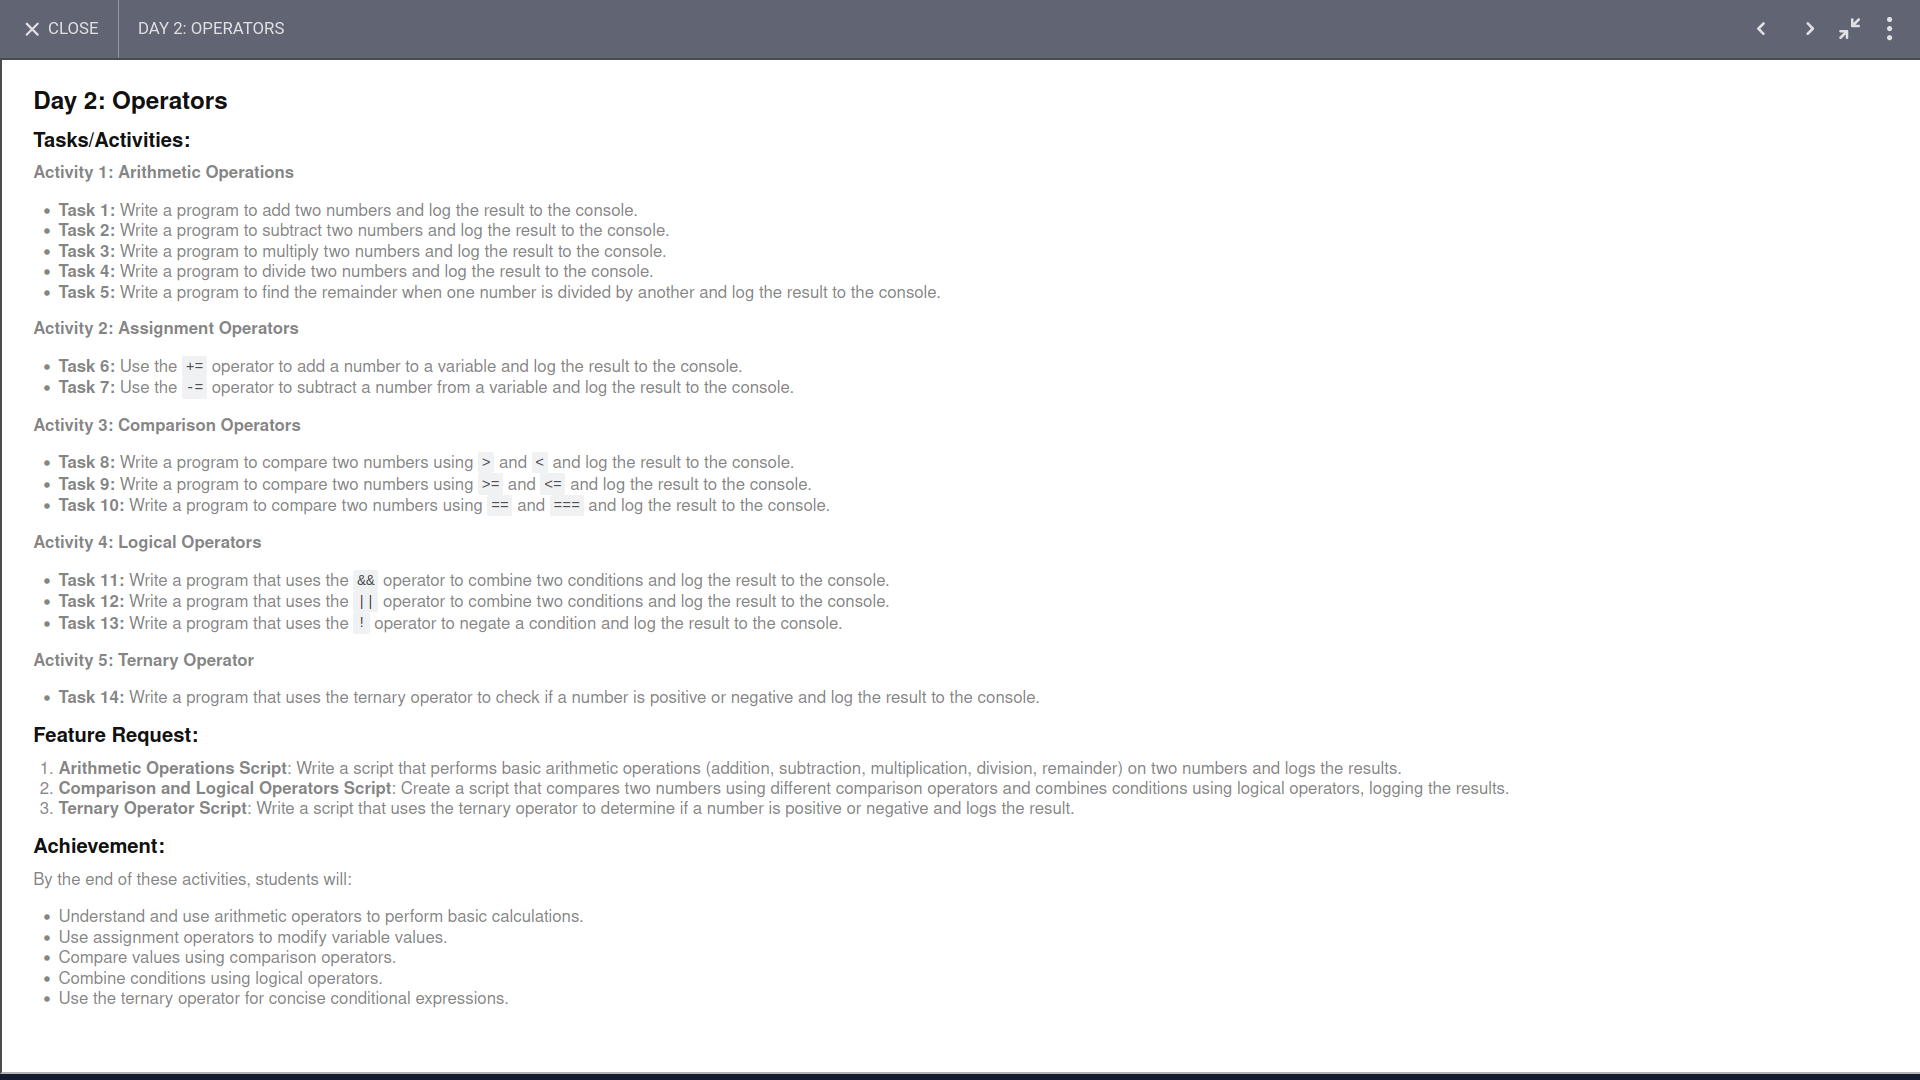 CLOSE
DAY 2: OPERATORS
Day 2: Operators
Tasks/Activities:
Activity 1: Arithmetic Operations
• Task 1: Write a program to add two numbers and log the result to the console.
• Task 2: Write a program to subtract two numbers and log the result to the console.
• Task 3: Write a program to multiply two numbers and log the result to the console.
• Task 4: Write a program to divide two numbers and log the result to the console.
• Task 5: Write a program to find the remainder when one number is divided by another and log the result to the console.
Activity 2: Assignment Operators
• Task 6: Use the += operator to add a number to a variable and log the result to the console.
• Task 7: Use the -= operator to subtract a number from a variable and log the result to the console.
Activity 3: Comparison Operators
• Task 8: Write a program to compare two numbers using > and < and log the result to the console.
• Task 9: Write a program to compare two numbers using >= and <= and log the result to the console.
• Task 10: Write a program to compare two numbers using == and === and log the result to the console.
Activity 4: Logical Operators
• Task 11: Write a program that uses the && operator to combine two conditions and log the result to the console.
• Task 12: Write a program that uses the || operator to combine two conditions and log the result to the console.
• Task 13: Write a program that uses the ! operator to negate a condition and log the result to the console.
Activity 5: Ternary Operator
• Task 14: Write a program that uses the ternary operator to check if a number is positive or negative and log the result to the console.
Feature Request:
1. Arithmetic Operations Script: Write a script that performs basic arithmetic operations (addition, subtraction, multiplication, division, remainder) on two numbers and logs the results.
2. Comparison and Logical Operators Script: Create a script that compares two numbers using different comparison operators and combines conditions using logical operators, logging the results.
3. Ternary Operator Script: Write a script that uses the ternary operator to determine if a number is positive or negative and logs the result.
Achievement:
By the end of these activities, students will:
• Understand and use arithmetic operators to perform basic calculations.
• Use assignment operators to modify variable values.
• Compare values using comparison operators.
• Combine conditions using logical operators.
• Use the ternary operator for concise conditional expressions.